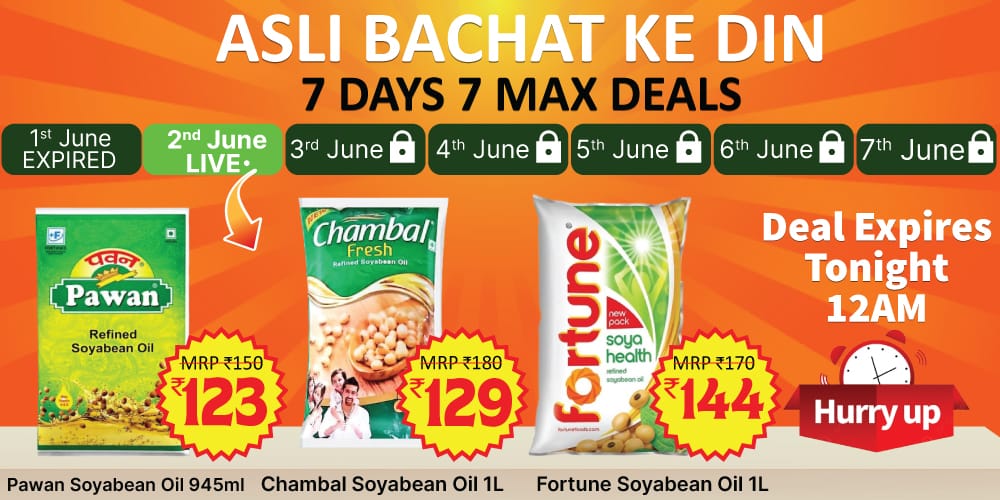 ASLI BACHAT KE DIN
7 DAYS 7 MAX DEALS
1st June
EXPIRED
2nd June
LIVE
3rd June
4th June
5th June
6th June
7th June
पवन
Pawan
Refined
Soyabean Oil
MRP ₹150
₹123
NEW
Chambal
Fresh
Refined Soyabean Oil
MRP ₹180
₹129
fortune
new
pack
soya
health
refined
soyabean oil
fortunefoods.com
MRP ₹170
₹144
Deal Expires
Tonight
12AM
Hurry up
Pawan Soyabean Oil 945ml
Chambal Soyabean Oil 1L
Fortune Soyabean Oil 1L